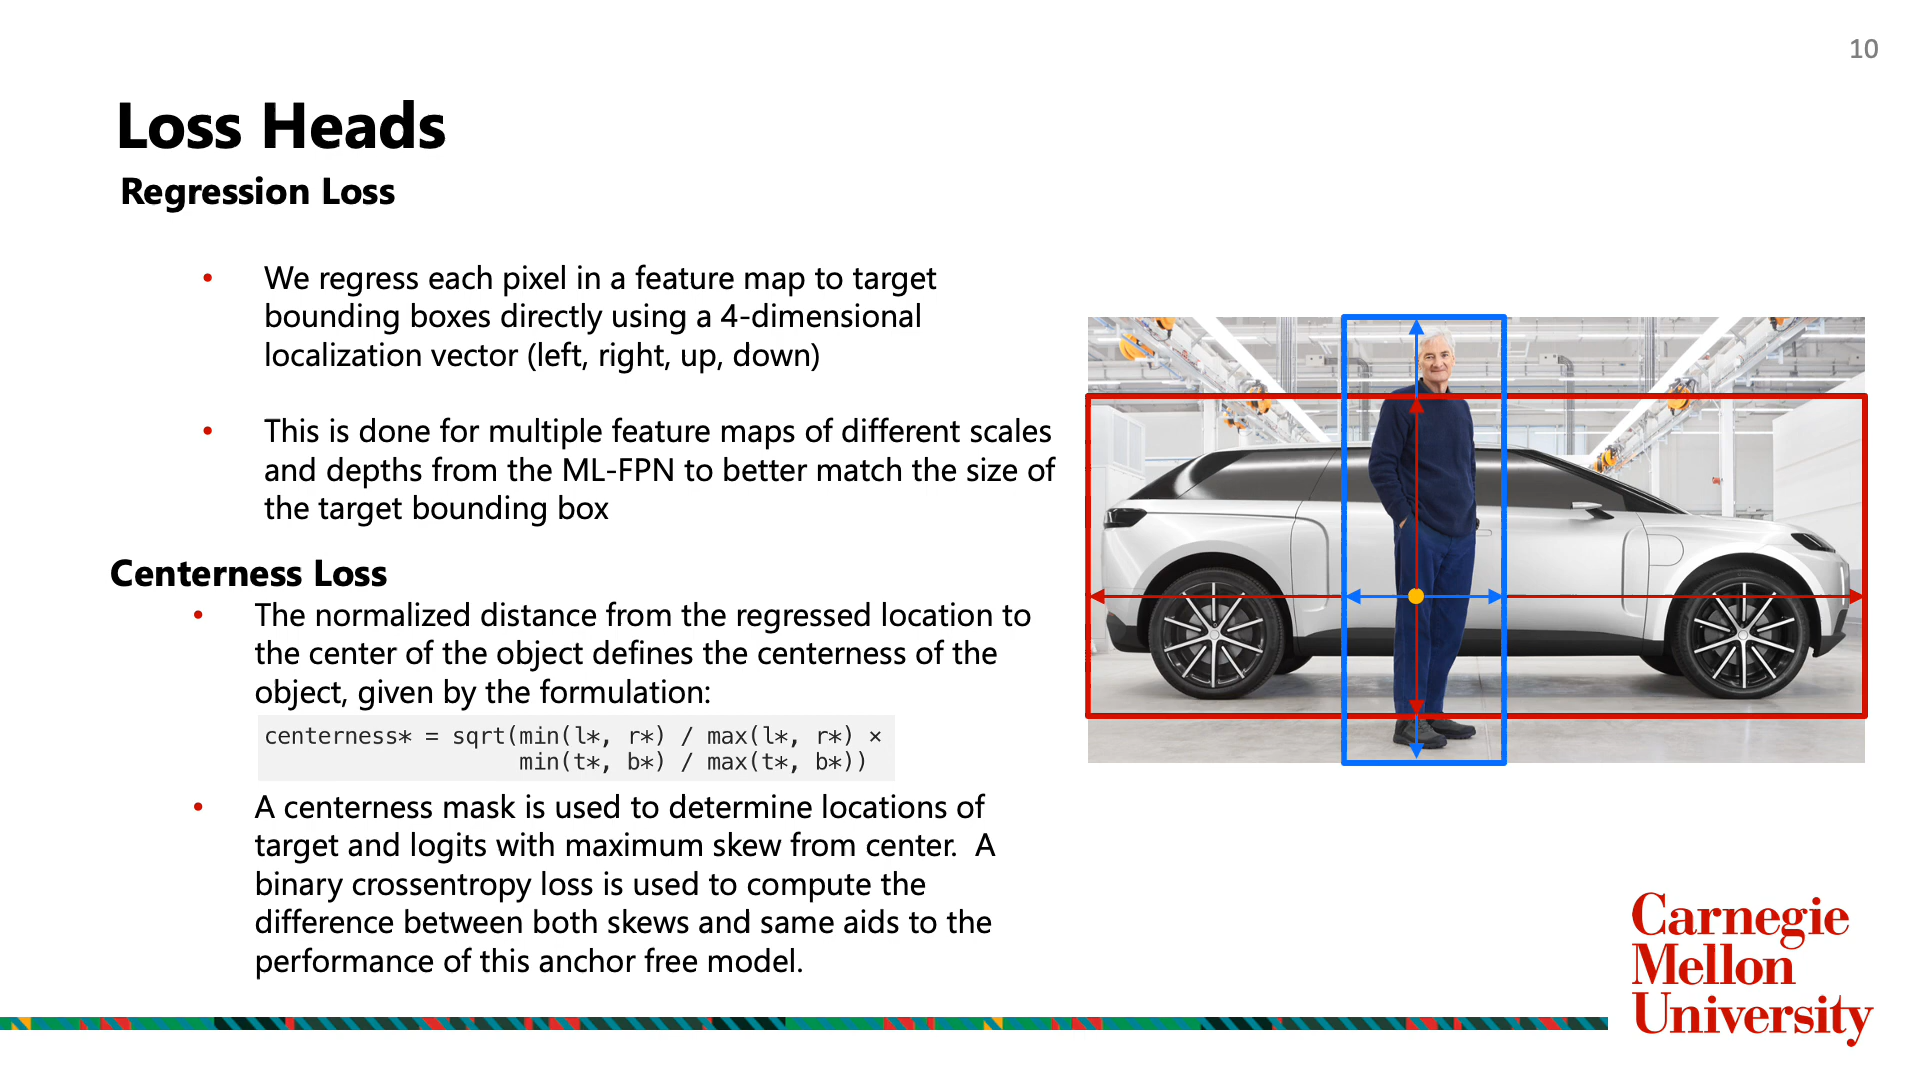 10
Loss Heads
Regression Loss
• We regress each pixel in a feature map to target
bounding boxes directly using a 4-dimensional
localization vector (left, right, up, down)
• This is done for multiple feature maps of different scales
and depths from the ML-FPN to better match the size of
the target bounding box
Centerness Loss
• The normalized distance from the regressed location to
the center of the object defines the centerness of the
object, given by the formulation:
centerness* = sqrt(min(l*, r*) / max(l*, r*) ×
min(t*, b*) / max(t*, b*))
• A centerness mask is used to determine locations of
target and logits with maximum skew from center.  A
binary crossentropy loss is used to compute the
difference between both skews and same aids to the
performance of this anchor free model.
Carnegie
Mellon
University